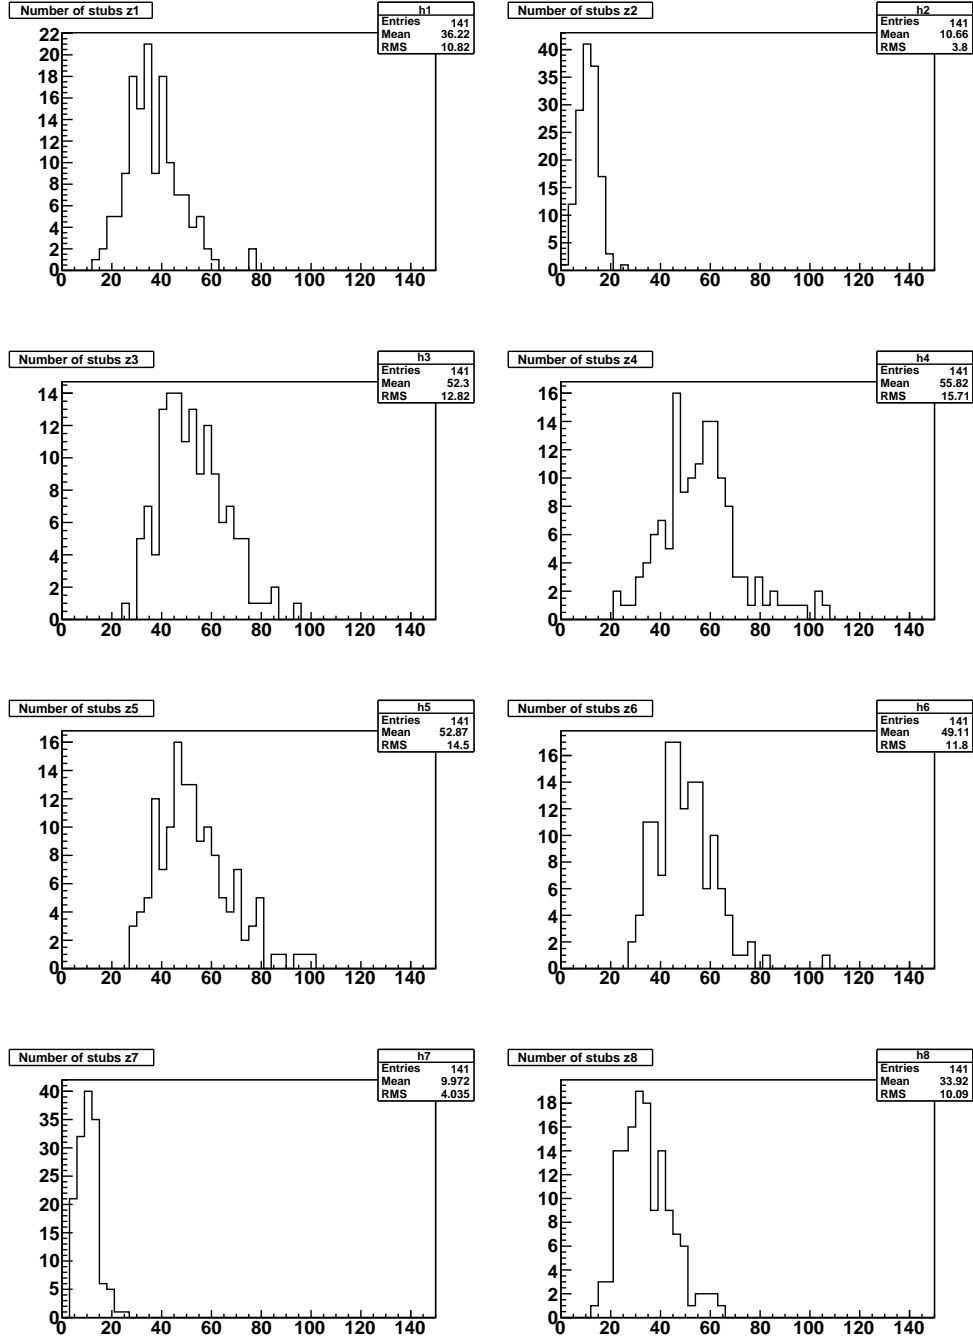 Number of stubs z1
h1
Entries 141
Mean 36.22
RMS 10.82
22
20
18
16
14
12
10
8
6
4
2
0
0 20 40 60 80 100 120 140
Number of stubs z2
h2
Entries 141
Mean 10.66
RMS 3.8
40
35
30
25
20
15
10
5
0
0 20 40 60 80 100 120 140
Number of stubs z3
h3
Entries 141
Mean 52.3
RMS 12.82
14
12
10
8
6
4
2
0
0 20 40 60 80 100 120 140
Number of stubs z4
h4
Entries 141
Mean 55.82
RMS 15.71
16
14
12
10
8
6
4
2
0
0 20 40 60 80 100 120 140
Number of stubs z5
h5
Entries 141
Mean 52.87
RMS 14.5
16
14
12
10
8
6
4
2
0
0 20 40 60 80 100 120 140
Number of stubs z6
h6
Entries 141
Mean 49.11
RMS 11.8
16
14
12
10
8
6
4
2
0
0 20 40 60 80 100 120 140
Number of stubs z7
h7
Entries 141
Mean 9.972
RMS 4.035
40
35
30
25
20
15
10
5
0
0 20 40 60 80 100 120 140
Number of stubs z8
h8
Entries 141
Mean 33.92
RMS 10.09
18
16
14
12
10
8
6
4
2
0
0 20 40 60 80 100 120 140